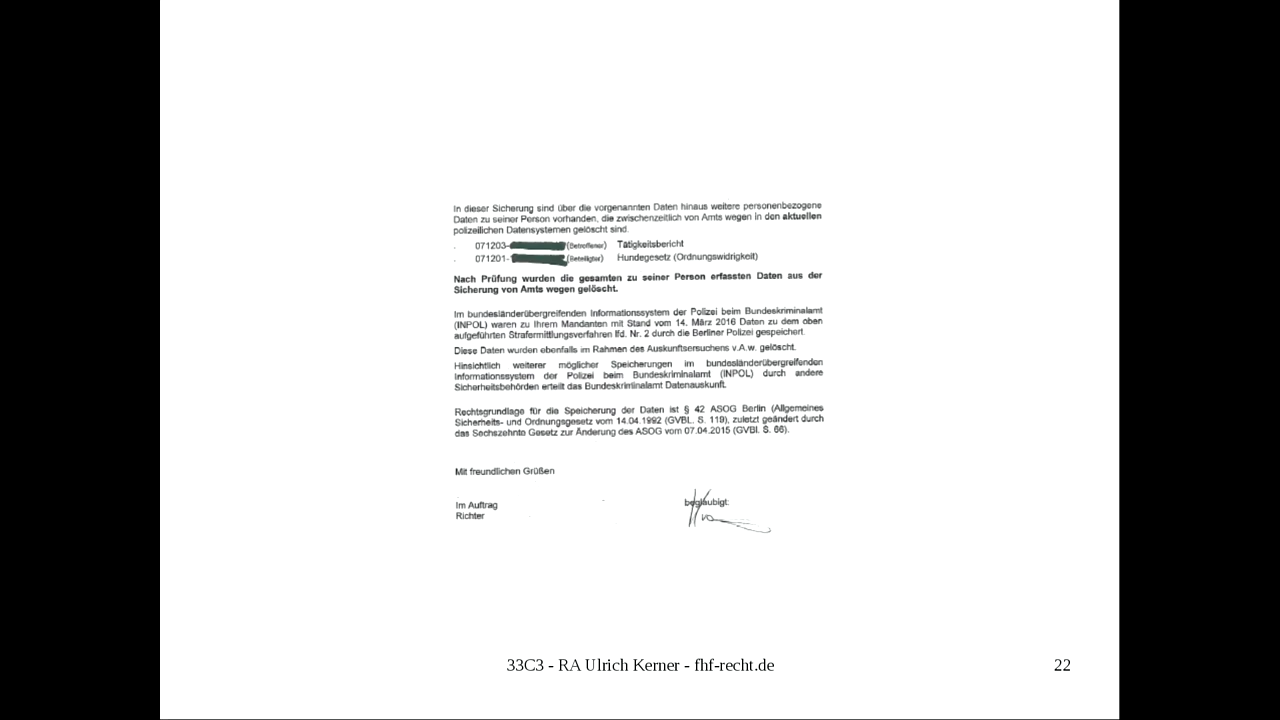 In dieser Sicherung sind über die vorgenannten Daten hinaus weitere personenbezogene
Daten zu seiner Person vorhanden, die zwischenzeitlich von Amts wegen in den aktuellen
polizeilichen Datensystemen gelöscht sind.
071203- (Betroffener) Tätigkeitsbericht
071201- (Beteiligter) Hundegesetz (Ordnungswidrigkeit)
Nach Prüfung wurden die gesamten zu seiner Person erfassten Daten aus der
Sicherung von Amts wegen gelöscht.
Im bundesländerübergreifenden Informationssystem der Polizei beim Bundeskriminalamt
(INPOL) waren zu Ihrem Mandanten mit Stand vom 14. März 2016 Daten zu dem oben
aufgeführten Strafermittlungsverfahren lfd. Nr. 2 durch die Berliner Polizei gespeichert.
Diese Daten wurden ebenfalls im Rahmen des Auskunftsersuchens v.A.w. gelöscht.
Hinsichtlich weiterer möglicher Speicherungen im bundesländerübergreifenden
Informationssystem der Polizei beim Bundeskriminalamt (INPOL) durch andere
Sicherheitsbehörden erteilt das Bundeskriminalamt Datenauskunft.
Rechtsgrundlage für die Speicherung der Daten ist § 42 ASOG Berlin (Allgemeines
Sicherheits- und Ordnungsgesetz vom 14.04.1992 (GVBL. S. 119), zuletzt geändert durch
das Sechszehnte Gesetz zur Änderung des ASOG vom 07.04.2015 (GVBl. S. 66).
Mit freundlichen Grüßen
Im Auftrag
Richter
beglaubigt:
33C3 - RA Ulrich Kerner - fhf-recht.de
22